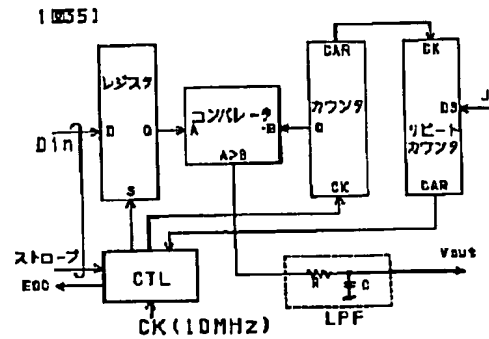 1[図35]
レジスタ
D
Q
S
コンパレータ
A
B
A>B
CAR
カウンタ
Q
CK
CK
DS
リピート
カウンタ
CAR
J
Din
ストローブ
EOC
CTL
CK(10MHz)
R
C
LPF
Vout